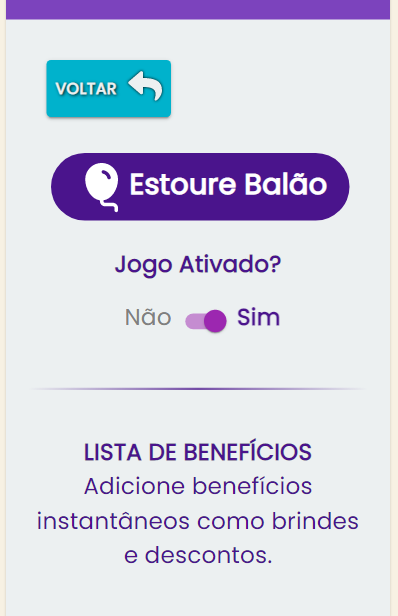 VOLTAR
Estoure Balão
Jogo Ativado?
Não Sim
LISTA DE BENEFÍCIOS
Adicione benefícios
instantâneos como brindes
e descontos.